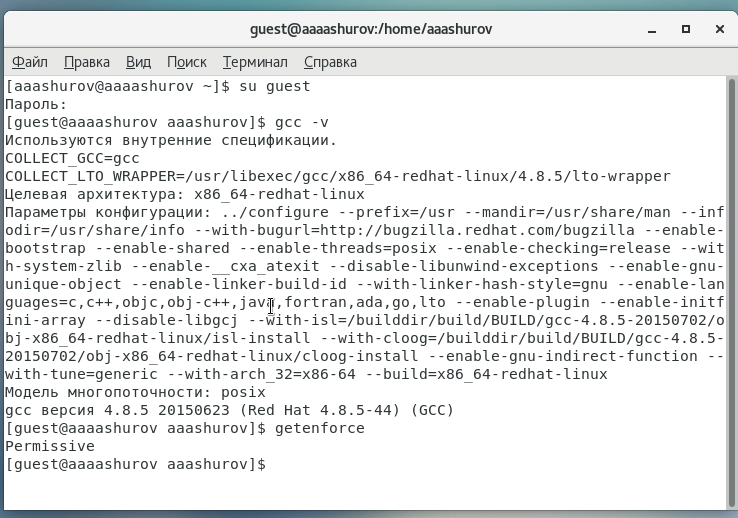 guest@aaaashurov:/home/aaashurov
Файл Правка Вид Поиск Терминал Справка
[aaashurov@aaaashurov ~]$ su guest
Пароль:
[guest@aaaashurov aaashurov]$ gcc -v
Используются внутренние спецификации.
COLLECT_GCC=gcc
COLLECT_LTO_WRAPPER=/usr/libexec/gcc/x86_64-redhat-linux/4.8.5/lto-wrapper
Целевая архитектура: x86_64-redhat-linux
Параметры конфигурации: ../configure --prefix=/usr --mandir=/usr/share/man --inf
odir=/usr/share/info --with-bugurl=http://bugzilla.redhat.com/bugzilla --enable-
bootstrap --enable-shared --enable-threads=posix --enable-checking=release --wit
h-system-zlib --enable-__cxa_atexit --disable-libunwind-exceptions --enable-gnu-
unique-object --enable-linker-build-id --with-linker-hash-style=gnu --enable-lan
guages=c,c++,objc,obj-c++,java,fortran,ada,go,lto --enable-plugin --enable-initf
ini-array --disable-libgcj --with-isl=/builddir/build/BUILD/gcc-4.8.5-20150702/o
bj-x86_64-redhat-linux/isl-install --with-cloog=/builddir/build/BUILD/gcc-4.8.5-
20150702/obj-x86_64-redhat-linux/cloog-install --enable-gnu-indirect-function --
with-tune=generic --with-arch_32=x86-64 --build=x86_64-redhat-linux
Модель многопоточности: posix
gcc версия 4.8.5 20150623 (Red Hat 4.8.5-44) (GCC)
[guest@aaaashurov aaashurov]$ getenforce
Permissive
[guest@aaaashurov aaashurov]$